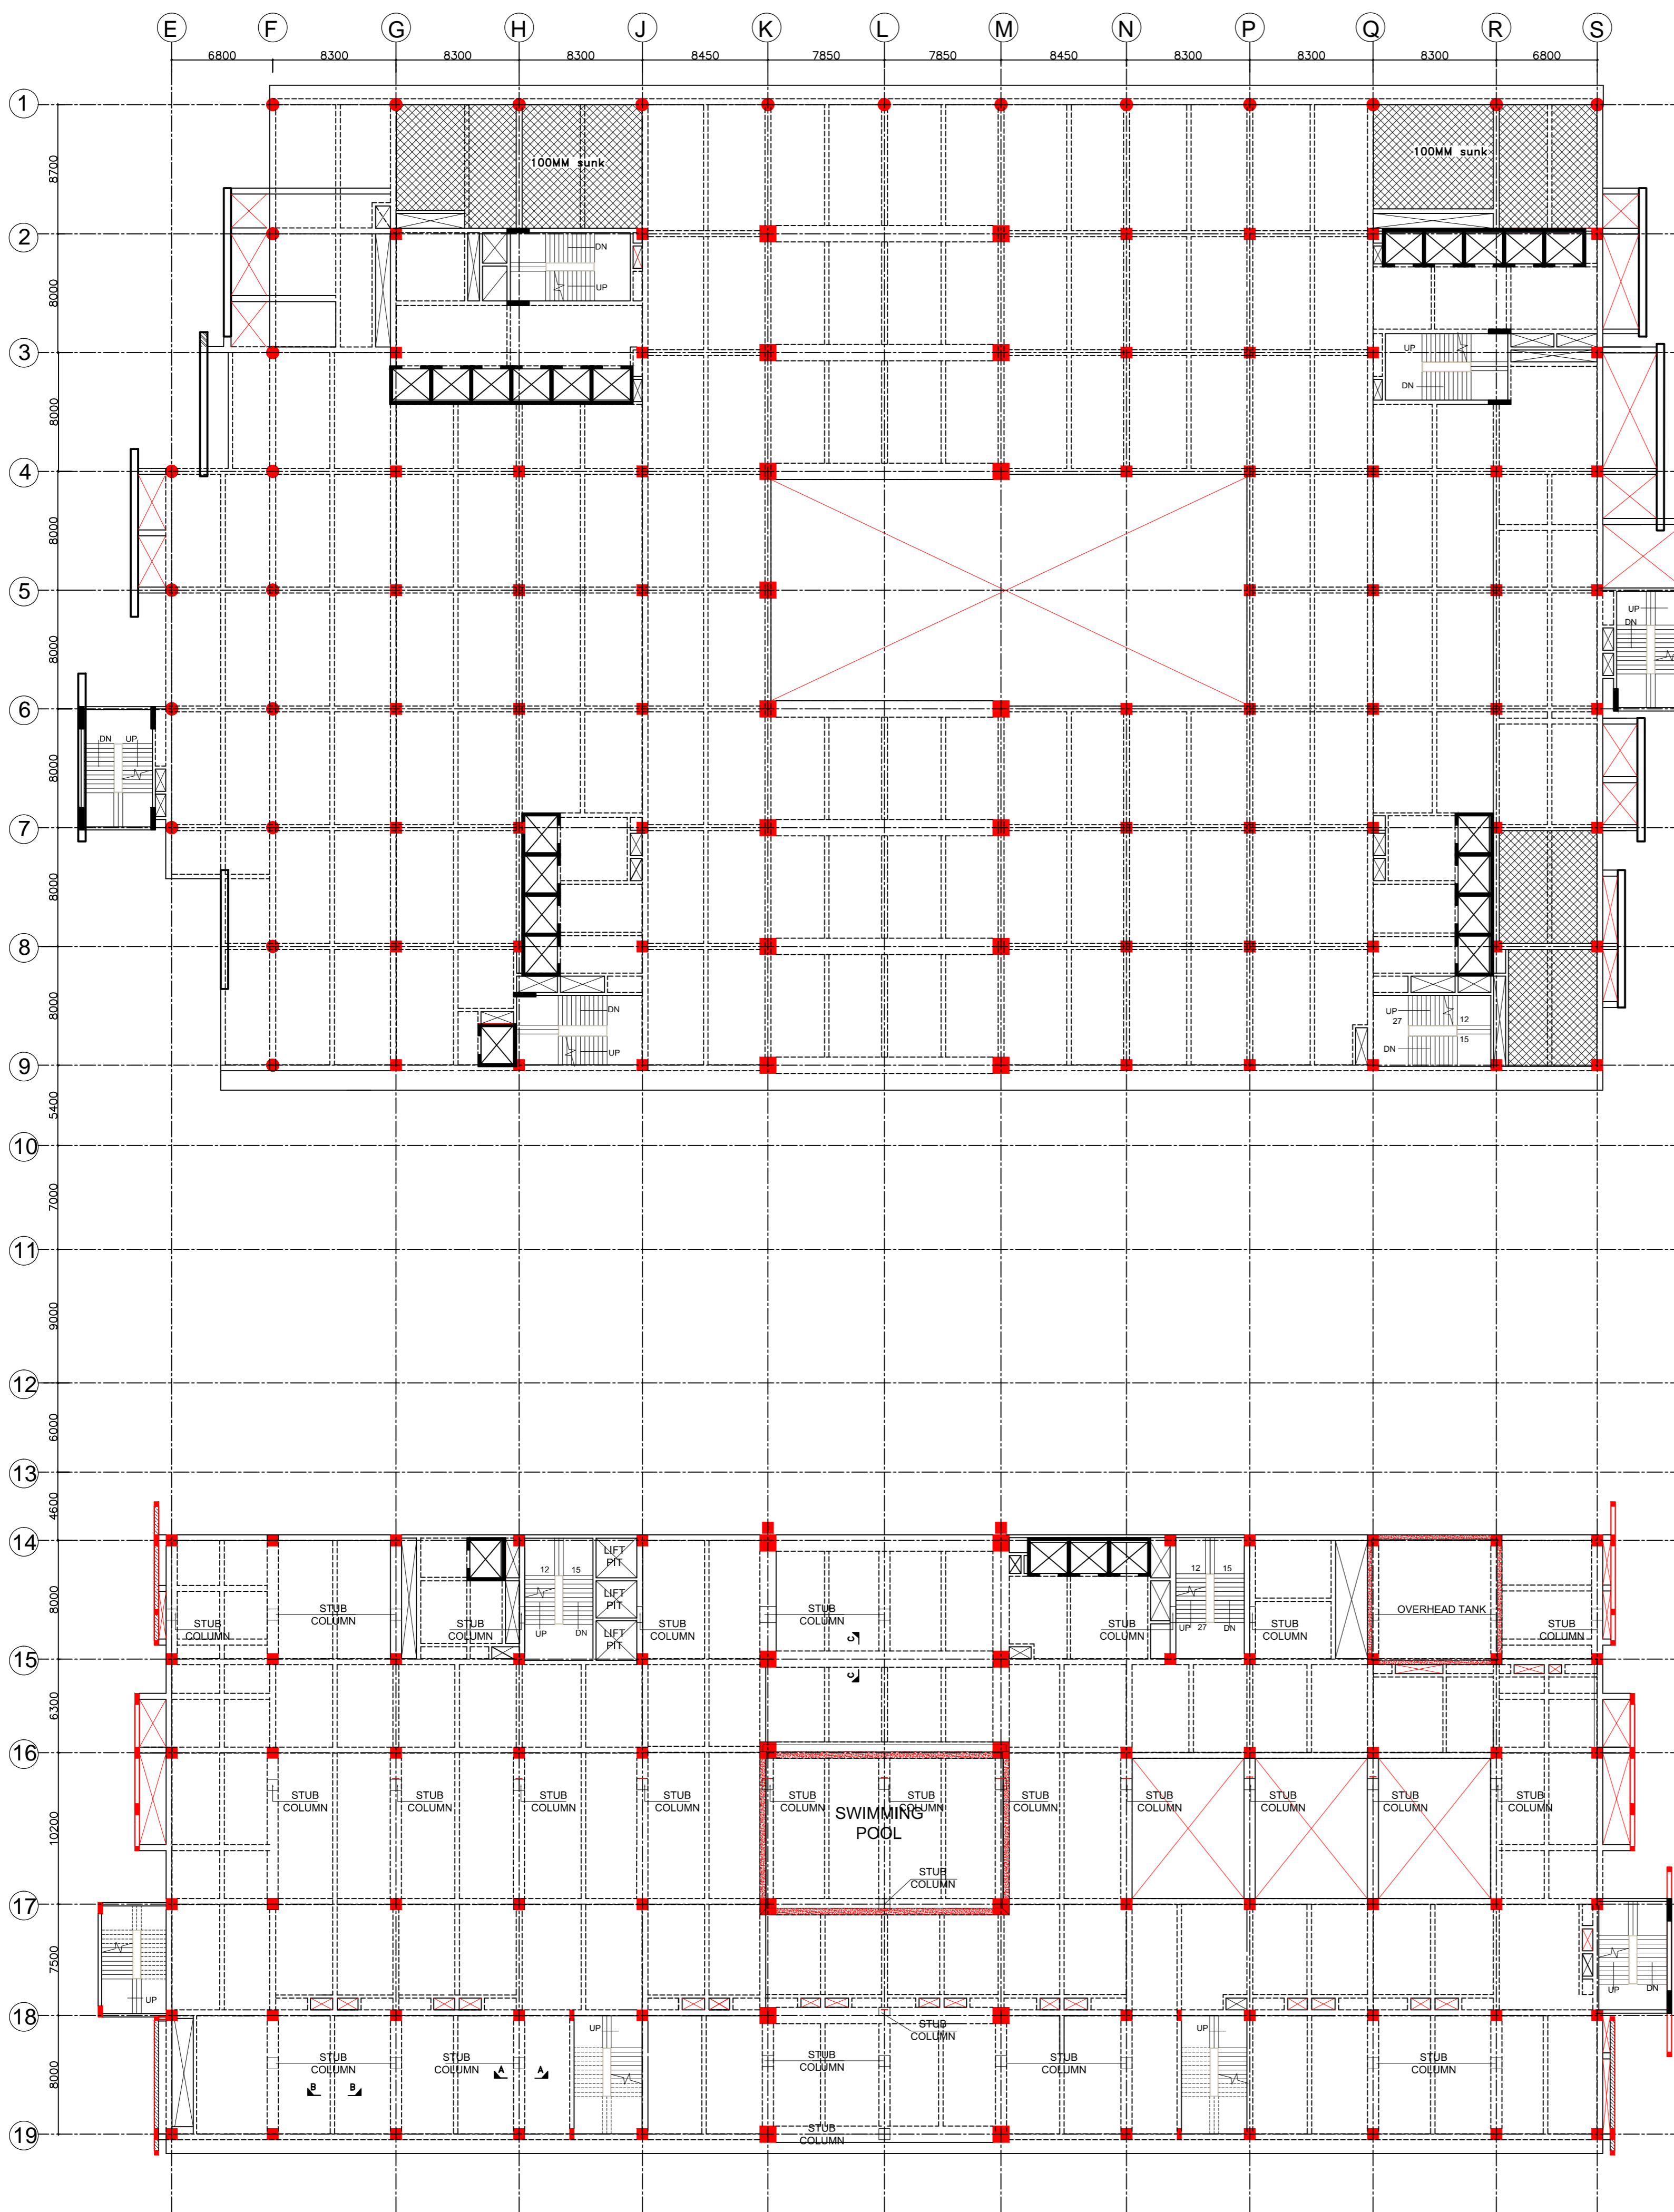 E F G H J K L M N P Q R S
6800 8300 8300 8300 8450 7850 7850 8450 8300 8300 8300 6800
1
8700
100MM sunk 100MM sunk
2
DN
UP
8000
3
UP
DN
8000
4
8000
5
UP
DN
8000
6
DN UP
8000
7
8000
8
8000
DN
UP
UP
27
12
15
DN
9
5400
10
7000
11
9000
12
6000
13
4600
14
LIFT
PIT
12 15
12 15
LIFT
PIT
8000
STUB
COLUMN
STUB
COLUMN
STUB
COLUMN
STUB
COLUMN
STUB
COLUMN
STUB
COLUMN
STUB
COLUMN
OVERHEAD TANK
STUB
COLUMN
UP DN
LIFT
PIT
UP 27 DN
C
15
C
6300
16
STUB
COLUMN
STUB
COLUMN
STUB
COLUMN
STUB
COLUMN
STUB
COLUMN
STUB
COLUMN
STUB
COLUMN
STUB
COLUMN
STUB
COLUMN
STUB
COLUMN
STUB
COLUMN
SWIMMING
POOL
10200
STUB
COLUMN
17
7500
UP
UP DN
18
STUB
COLUMN
UP
UP
STUB
COLUMN
STUB
COLUMN
STUB
COLUMN
STUB
COLUMN
STUB
COLUMN
8000
A A
B B
19
STUB
COLUMN